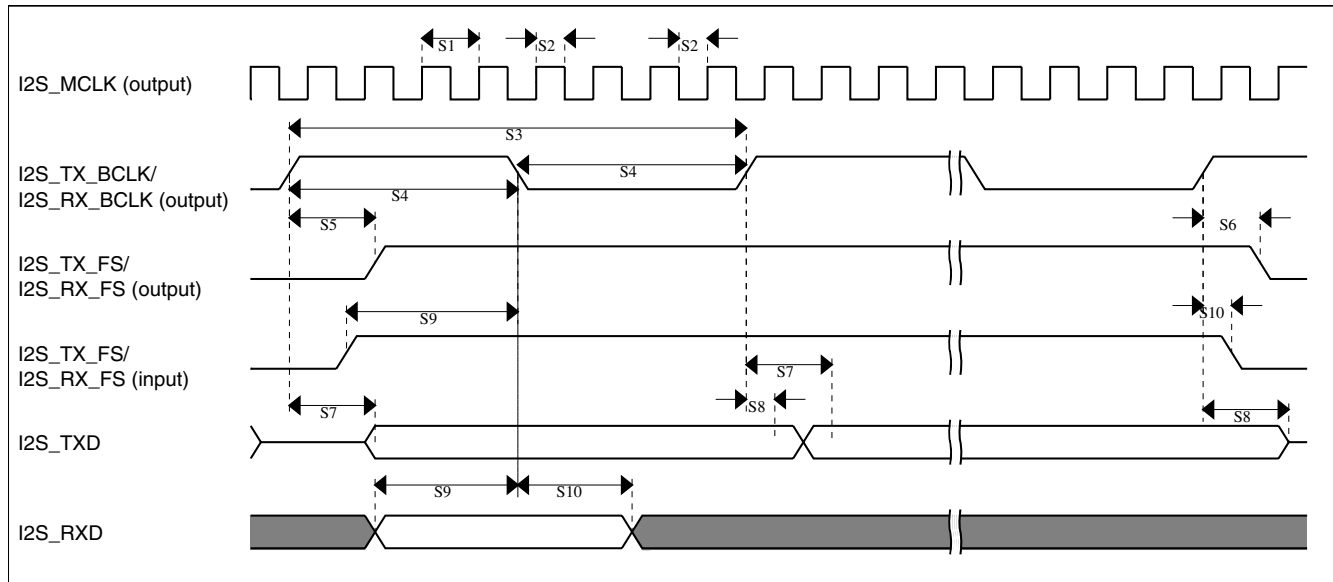 S1
S2
S2
I2S_MCLK (output)
S3
I2S_TX_BCLK/
I2S_RX_BCLK (output)
S4
S4
S5
S6
I2S_TX_FS/
I2S_RX_FS (output)
S9
S10
I2S_TX_FS/
I2S_RX_FS (input)
S7
S7
S8
S8
I2S_TXD
S9
S10
I2S_RXD